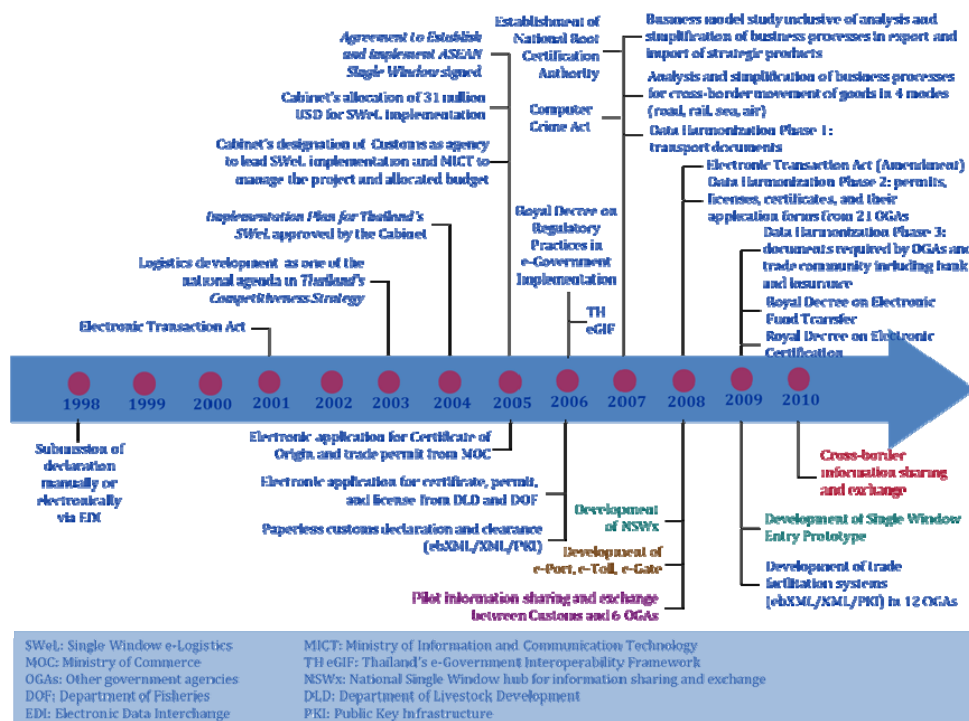 Agreement to Establish
and Implement ASEAN
Single Window signed
Cabinet's allocation of 31 million
USD for SWeL implementation
Cabinet's designation of Customs as agency
to lead SWeL implementation and MICT to
manage the project and allocated budget
Implementation Plan for Thailand's
SWeL approved by the Cabinet
Logistics development as one of the
national agenda in Thailand's
Competitiveness Strategy
Electronic Transaction Act
Establishment of
National Root
Certification
Authority
Computer
Crime Act
Royal Decree on
Regulatory
Practices in
e-Government
Implementation
TH
eGIF
Business model study inclusive of analysis and
simplification of business processes in export and
import of strategic products
Analysis and simplification of business processes
for cross-border movement of goods in 4 modes
(road, rail, sea, air)
Data Harmonization Phase 1:
transport documents
Electronic Transaction Act (Amendment)
Data Harmonization Phase 2: permits,
licenses, certificates, and their
application forms from 21 OGAs
Data Harmonization Phase 3:
documents required by OGAs and
trade community including bank
and insurance
Royal Decree on Electronic
Fund Transfer
Royal Decree on Electronic
Certification
1998 1999 2000 2001 2002 2003 2004 2005 2006 2007 2008 2009 2010
Submission of
declaration
manually or
electronically
via EDI
Electronic application for Certificate of
Origin and trade permit from MOC
Electronic application for certificate, permit,
and license from DLD and DOF
Paperless customs declaration and clearance
(ebXML/XML/PKI)
Development
of NSWx
Development of
e-Port, e-Toll, e-Gate
Pilot information sharing and exchange
between Customs and 6 OGAs
Cross-border
information sharing
and exchange
Development of Single Window
Entry Prototype
Development of trade
facilitation systems
(ebXML/XML/PKI) in 12 OGAs
SWeL: Single Window e-Logistics
MOC: Ministry of Commerce
OGAs: Other government agencies
DOF: Department of Fisheries
EDI: Electronic Data Interchange
MICT: Ministry of Information and Communication Technology
TH eGIF: Thailand's e-Government Interoperability Framework
NSWx: National Single Window hub for information sharing and exchange
DLD: Department of Livestock Development
PKI: Public Key Infrastructure